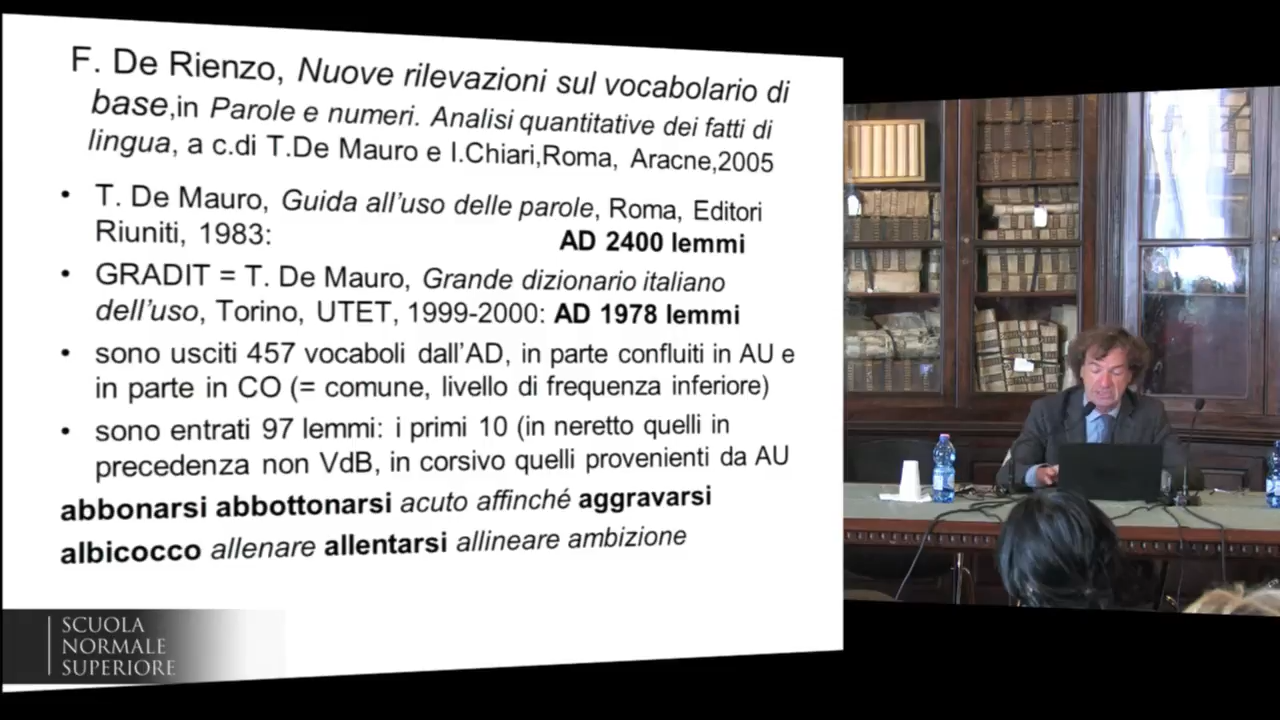 F. De Rienzo, Nuove rilevazioni sul vocabolario di
base,in Parole e numeri. Analisi quantitative dei fatti di
lingua, a c.di T.De Mauro e I.Chiari,Roma, Aracne,2005
• T. De Mauro, Guida all'uso delle parole, Roma, Editori
Riuniti, 1983: AD 2400 lemmi
• GRADIT = T. De Mauro, Grande dizionario italiano
dell'uso, Torino, UTET, 1999-2000: AD 1978 lemmi
• sono usciti 457 vocaboli dall'AD, in parte confluiti in AU e
in parte in CO (= comune, livello di frequenza inferiore)
• sono entrati 97 lemmi: i primi 10 (in neretto quelli in
precedenza non VdB, in corsivo quelli provenienti da AU
abbonarsi abbottonarsi acuto affinché aggravarsi
albicocco allenare allentarsi allineare ambizione
SCUOLA
NORMALE
SUPERIORE